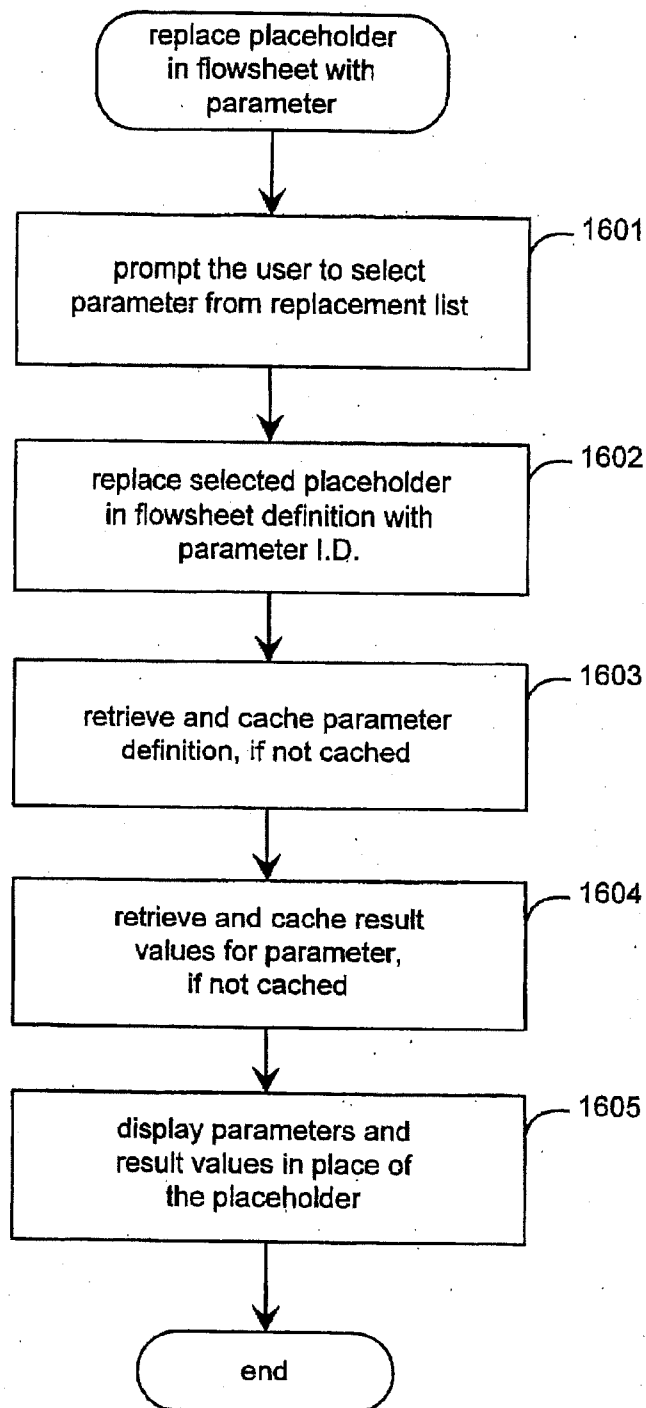 replace placeholder
in flowsheet with
parameter
1601
prompt the user to select
parameter from replacement list
1602
replace selected placeholder
in flowsheet definition with
parameter I.D.
1603
retrieve and cache parameter
definition, if not cached
1604
retrieve and cache result
values for parameter,
if not cached
1605
display parameters and
result values in place of
the placeholder
end